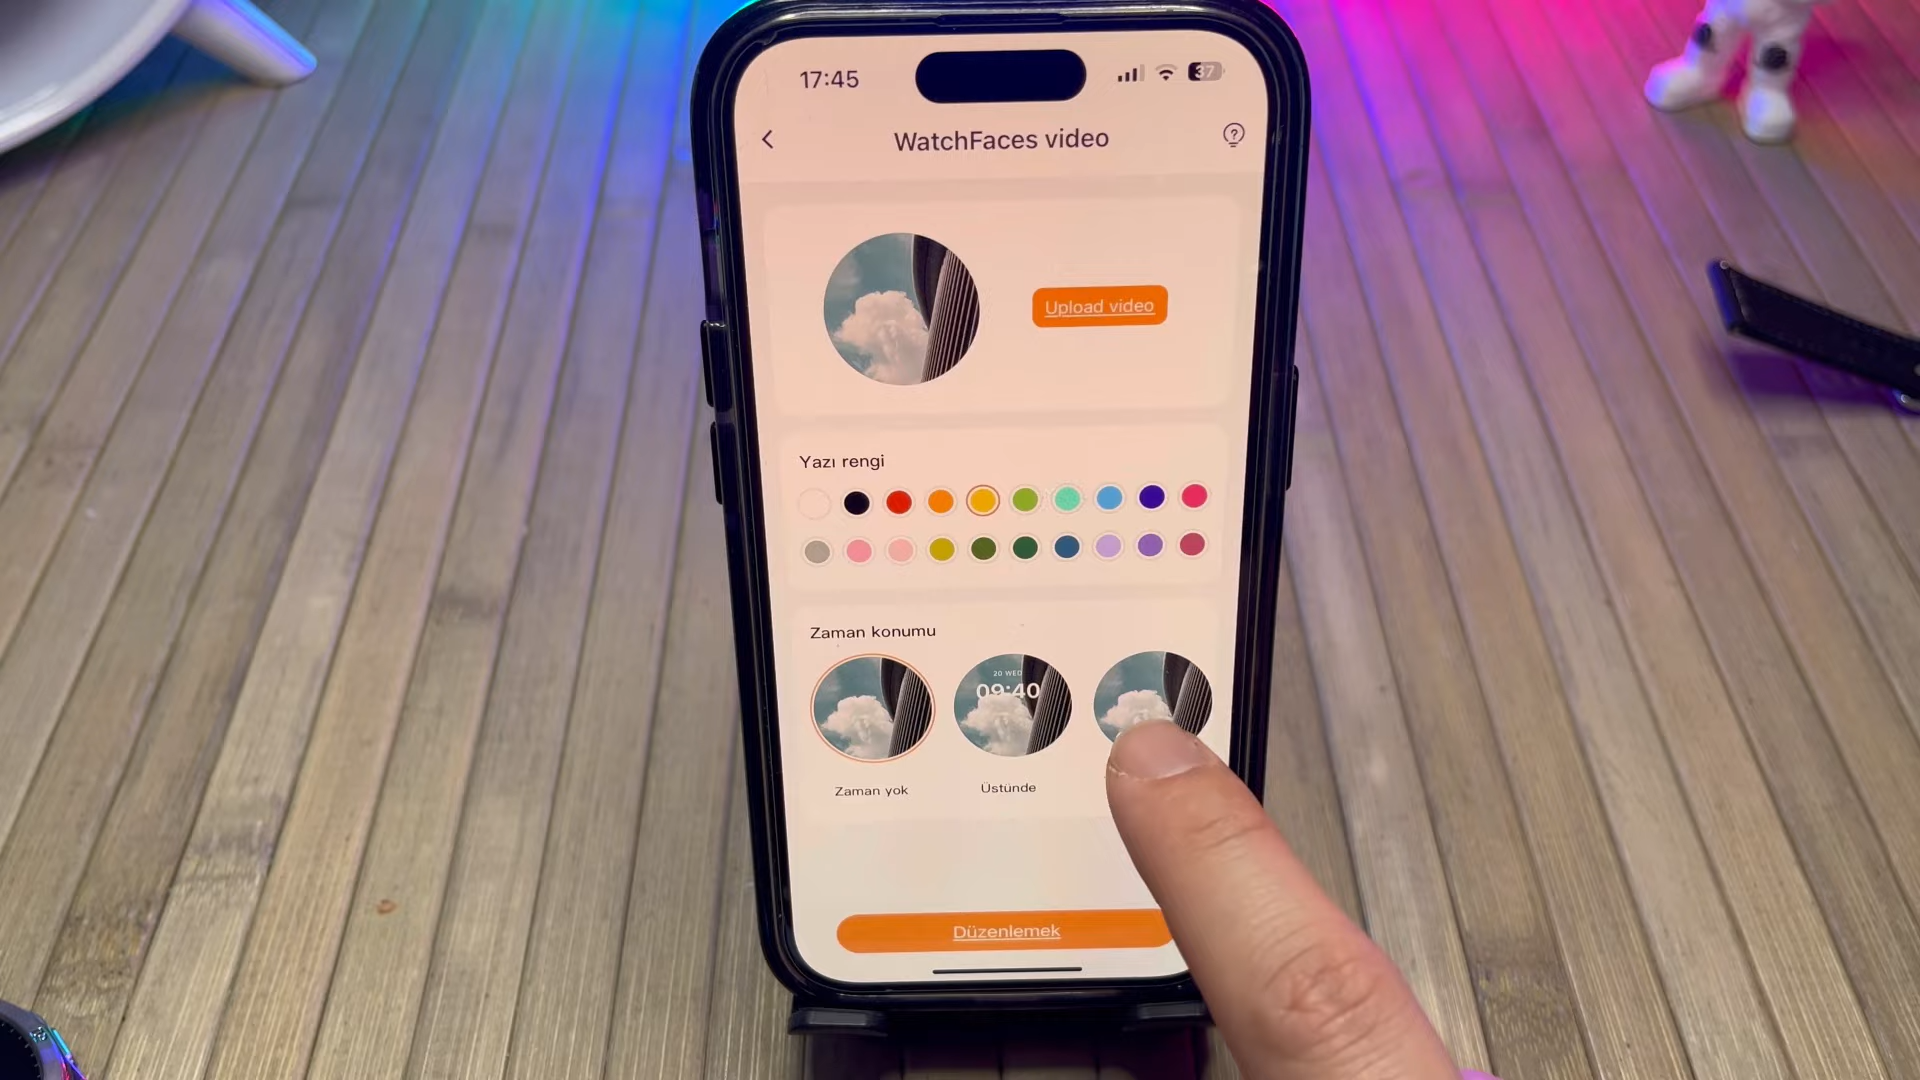 17:45
37
WatchFaces video
Upload video
Yazı rengi
Zaman konumu
20 WED
09:40
Zaman yok
Üstünde
Düzenlemek